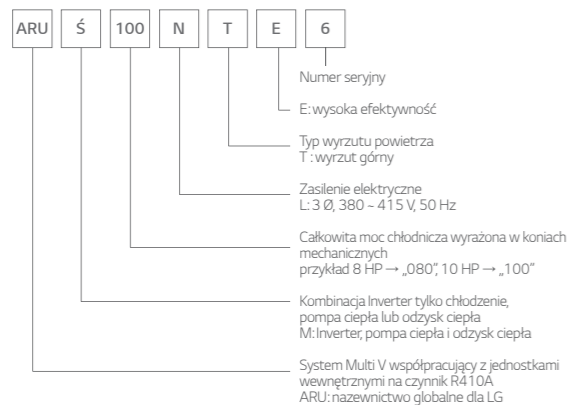 ARU Ś 100 N T E 6
Numer seryjny
E: wysoka efektywność
Typ wyrzutu powietrza
T : wyrzut górny
Zasilenie elektryczne
L: 3 Ø, 380 ~ 415 V, 50 Hz
Całkowita moc chłodnicza wyrażona w koniach
mechanicznych
przykład 8 HP → „080”, 10 HP → „100”
Kombinacja Inverter tylko chłodzenie,
pompa ciepła lub odzysk ciepła
M: Inverter, pompa ciepła i odzysk ciepła
System Multi V współpracujący z jednostkami
wewnętrznymi na czynnik R410A
ARU: nazewnictwo globalne dla LG